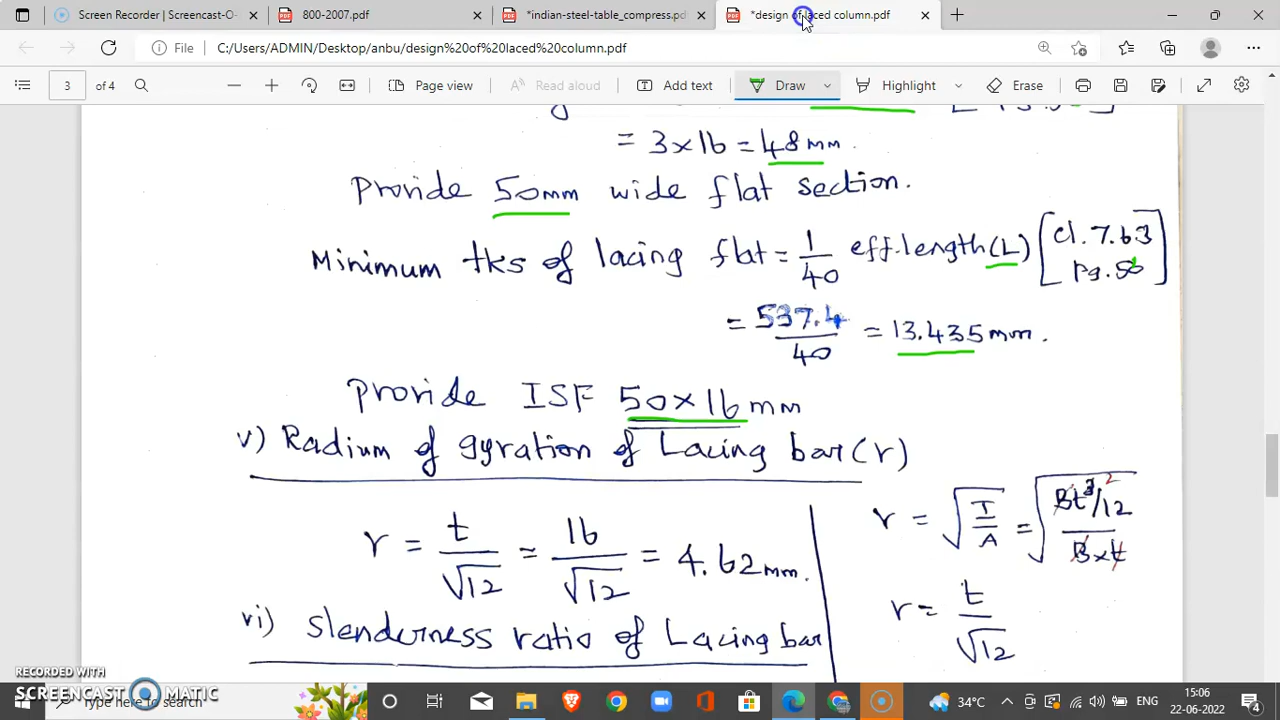 Screen Recorder | Screencast-O-
800-2007.pdf
*indian-steel-table_compress.pd
*design of laced column.pdf
File
C:/Users/ADMIN/Desktop/anbu/design%20of%20laced%20column.pdf
3 of 4
Page view
Read aloud
Add text
Draw
Highlight
Erase
= 3×16 = 48 mm.
Provide 50mm wide flat section.
Minimum tks of lacing flat = 1/40 eff.length(L) [cl.7.6.3 Pg.50]
= 537.4/40 = 13.435 mm.
Provide ISF 50×16 mm
v) Radium of gyration of Lacing bar(r)
r = t/√12 = 16/√12 = 4.62 mm.
r = √I/A = √Bt³/12 / B×t
2
r = t/√12
vi) Slenderness ratio of Lacing bar
RECORDED WITH
SCREENCAST MATIC
Type here to search
34°C
ENG
15:06
22-06-2022
4